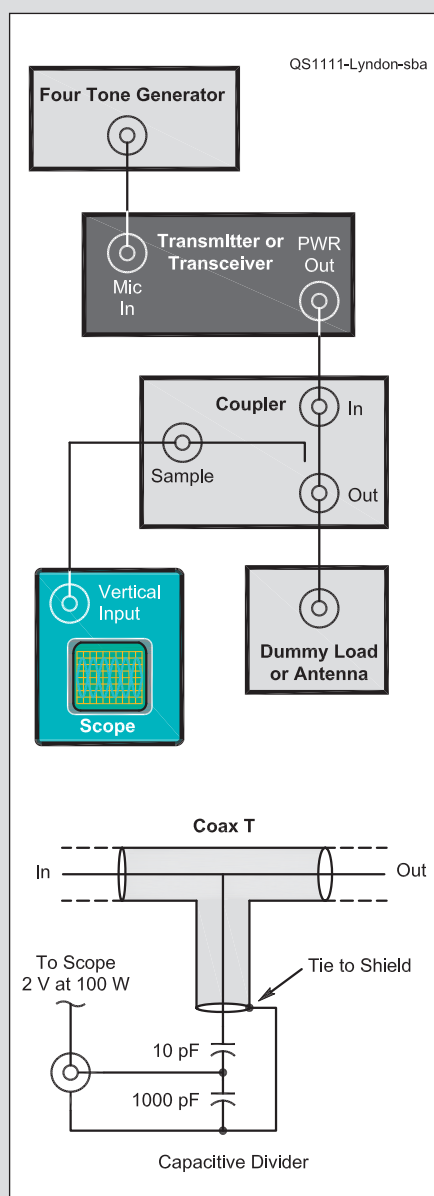 QS1111-Lyndon-sba
Four Tone Generator
TransmItter or
Transceiver
PWR
Out
Mic
In
Coupler
In
Sample
Out
Vertical
Input
Scope
Dummy Load
or Antenna
Coax T
In
Out
To Scope
2 V at 100 W
Tie to Shield
10 pF
1000 pF
Capacitive Divider